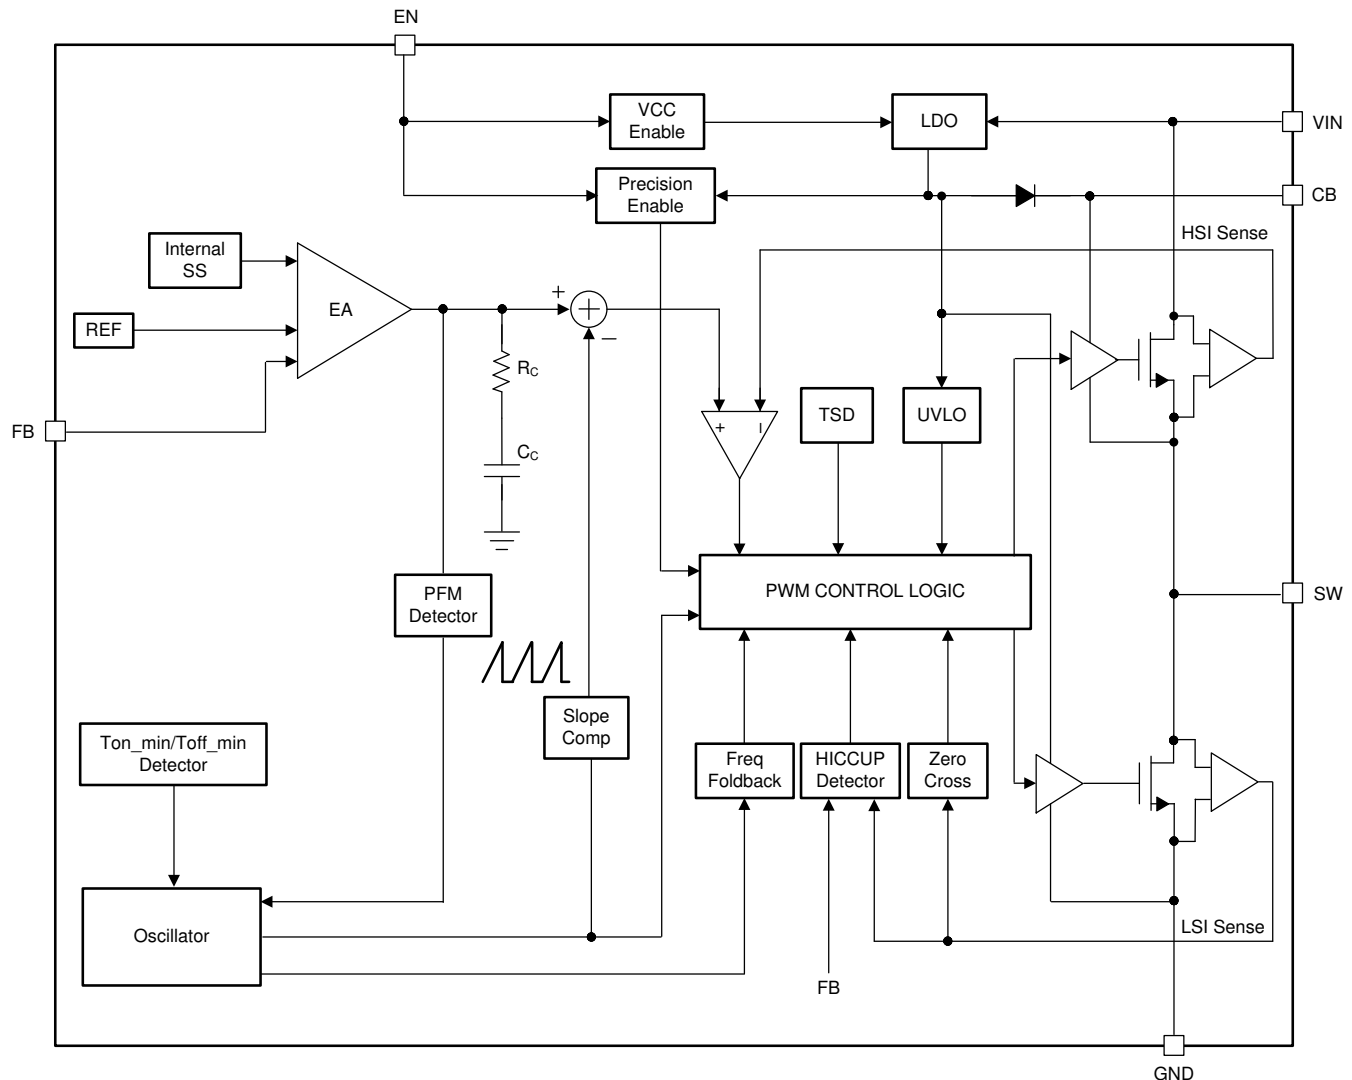 EN
VCC
Enable
LDO
VIN
Precision
Enable
CB
HSI Sense
Internal
SS
EA
REF
+
+
−
RC
FB
CC
+
−
TSD
UVLO
PFM
Detector
PWM CONTROL LOGIC
SW
Slope
Comp
Ton_min/Toff_min
Detector
Freq
Foldback
HICCUP
Detector
Zero
Cross
Oscillator
LSI Sense
FB
GND